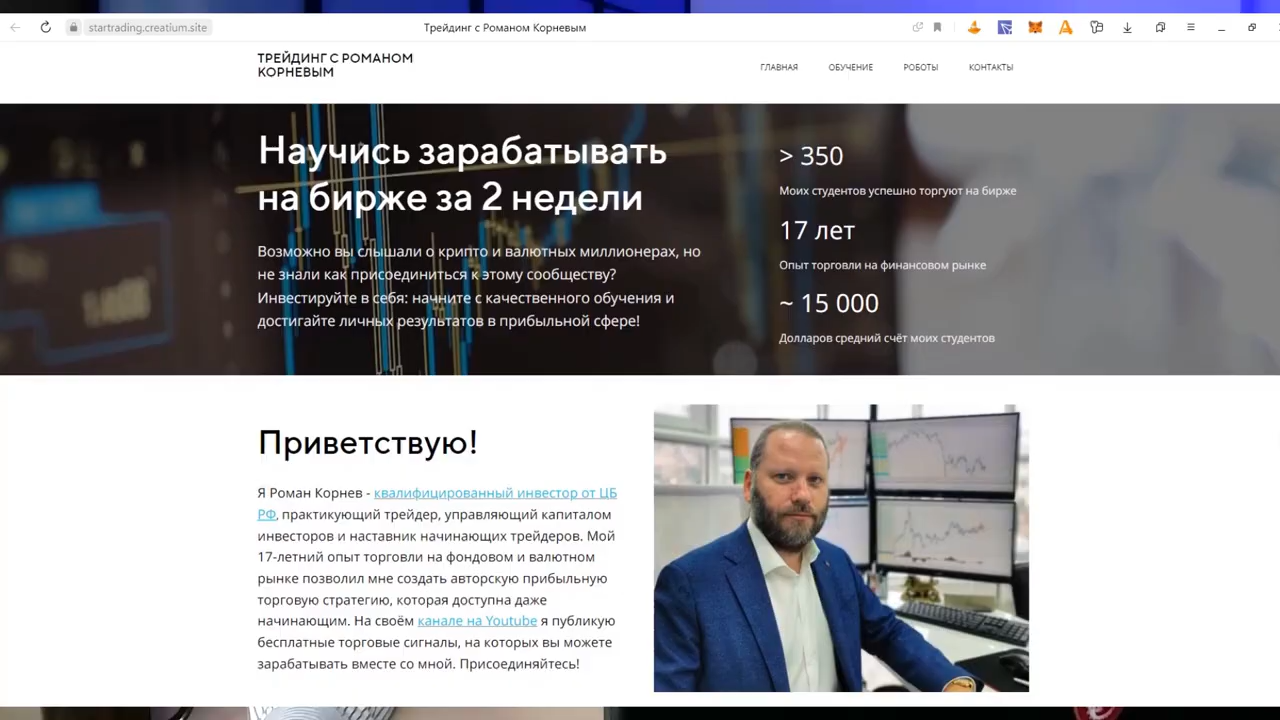 startrading.creatium.site
Трейдинг с Романом Корневым
ТРЕЙДИНГ С РОМАНОМ
КОРНЕВЫМ
ГЛАВНАЯ
ОБУЧЕНИЕ
РОБОТЫ
КОНТАКТЫ
Научись зарабатывать
на бирже за 2 недели
Возможно вы слышали о крипто и валютных миллионерах, но
не знали как присоединиться к этому сообществу?
Инвестируйте в себя: начните с качественного обучения и
достигайте личных результатов в прибыльной сфере!
> 350
Моих студентов успешно торгуют на бирже
17 лет
Опыт торговли на финансовом рынке
~ 15 000
Долларов средний счёт моих студентов
Приветствую!
Я Роман Корнев - квалифицированный инвестор от ЦБ
РФ, практикующий трейдер, управляющий капиталом
инвесторов и наставник начинающих трейдеров. Мой
17-летний опыт торговли на фондовом и валютном
рынке позволил мне создать авторскую прибыльную
торговую стратегию, которая доступна даже
начинающим. На своём канале на Youtube я публикую
бесплатные торговые сигналы, на которых вы можете
зарабатывать вместе со мной. Присоединяйтесь!